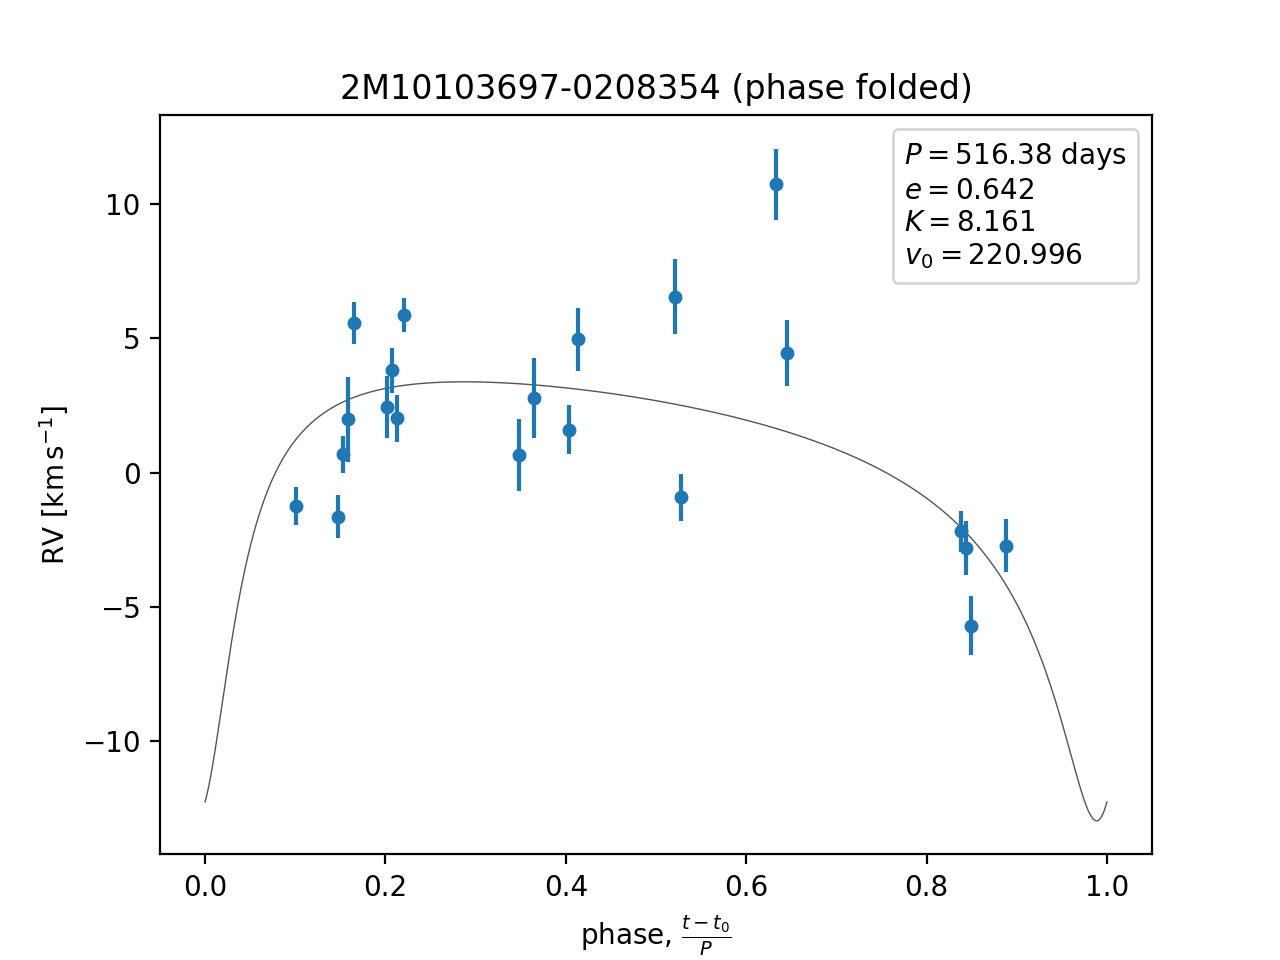 2M10103697-0208354 (phase folded)
P = 516.38 days
e = 0.642
K = 8.161
v₀ = 220.996
RV [km s⁻¹]
10
5
0
−5
−10
0.0 0.2 0.4 0.6 0.8 1.0
phase, (t − t₀)/P